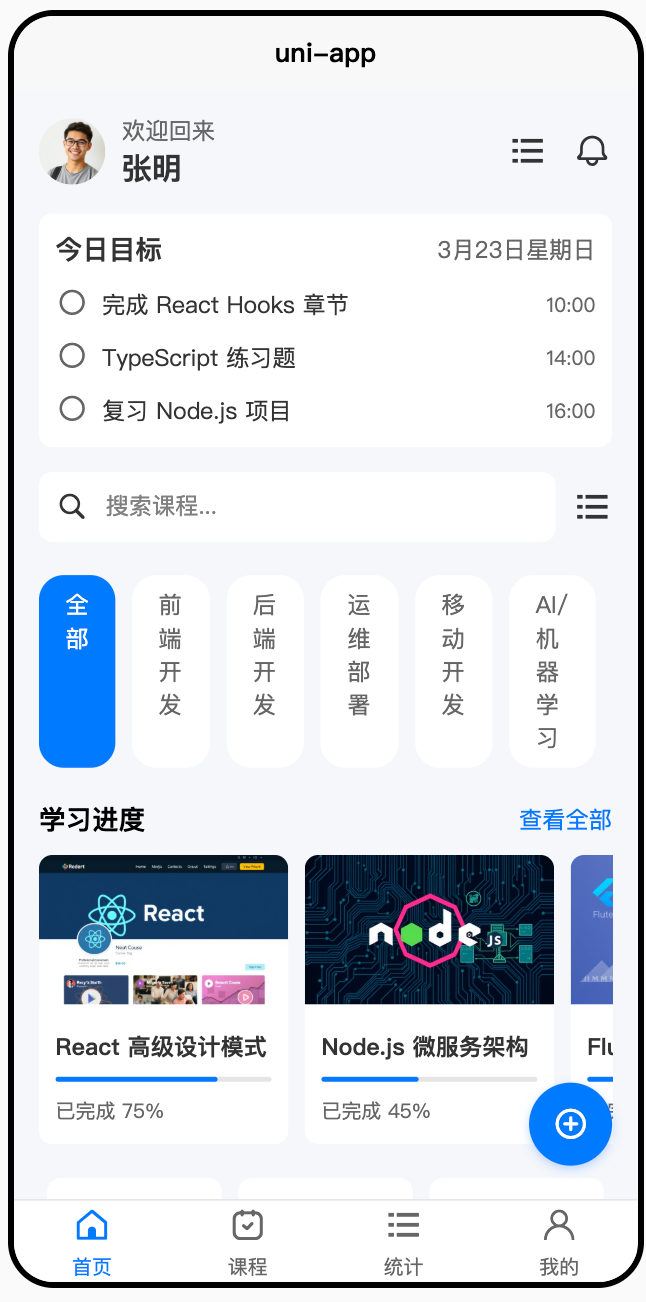 uni-app
欢迎回来
张明
今日目标 3月23日星期日
完成 React Hooks 章节 10:00
TypeScript 练习题 14:00
复习 Node.js 项目 16:00
搜索课程...
全部
前端开发
后端开发
运维部署
移动开发
AI/机器学习
学习进度 查看全部
React
node JS
Flute
React 高级设计模式
Node.js 微服务架构
Flu
已完成 75%
已完成 45%
首页 课程 统计 我的